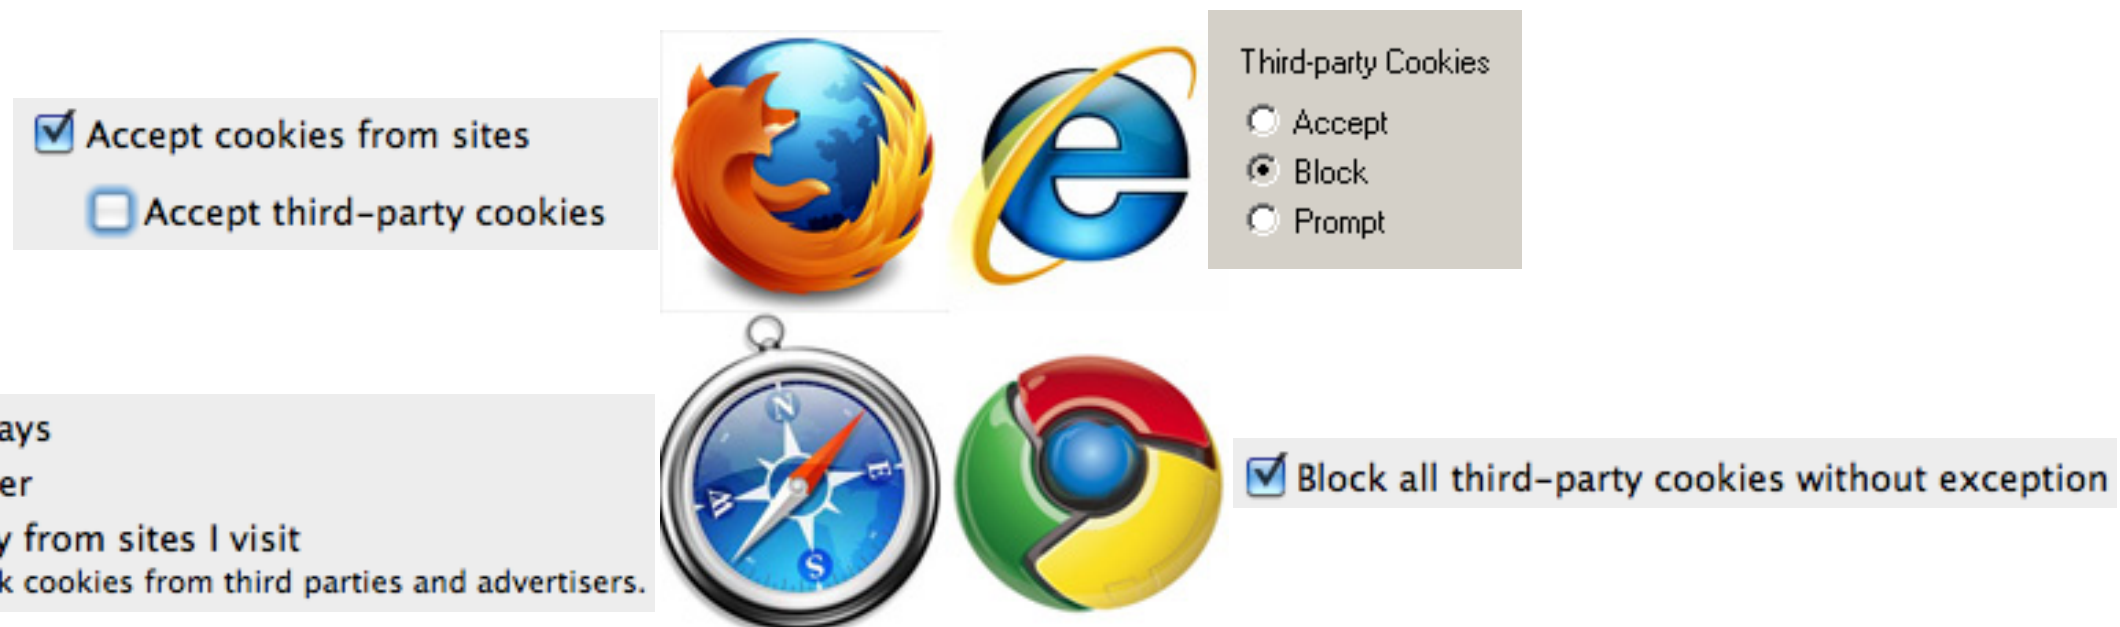 Accept cookies from sites
Accept third-party cookies
Third-party Cookies
Accept
Block
Prompt
ays
er
y from sites I visit
k cookies from third parties and advertisers.
N
E
W
S
Block all third-party cookies without exception